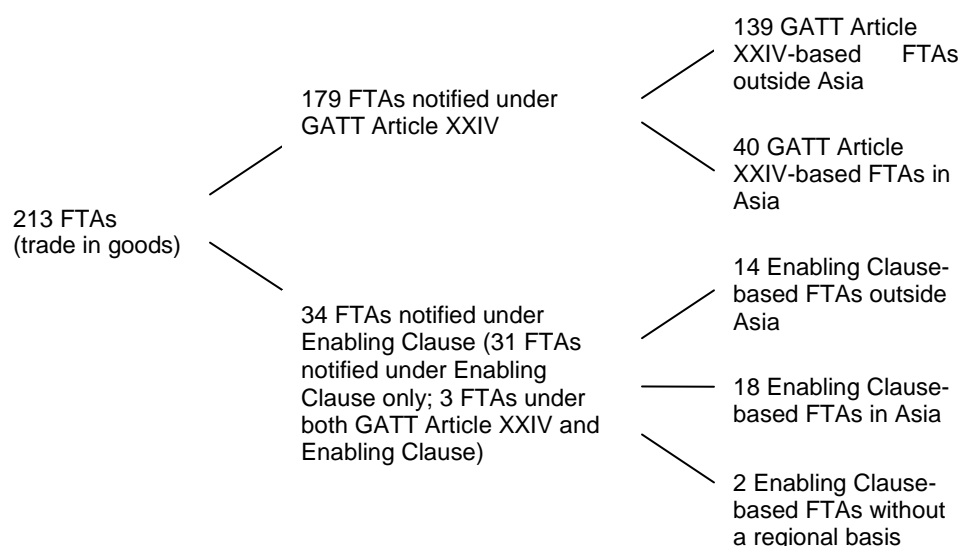 213 FTAs
(trade in goods)
179 FTAs notified under
GATT Article XXIV
34 FTAs notified under
Enabling Clause (31 FTAs
notified under Enabling
Clause only; 3 FTAs under
both GATT Article XXIV and
Enabling Clause)
139 GATT Article
XXIV-based FTAs
outside Asia
40 GATT Article
XXIV-based FTAs in
Asia
14 Enabling Clause-
based FTAs outside
Asia
18 Enabling Clause-
based FTAs in Asia
2 Enabling Clause-
based FTAs without
a regional basis